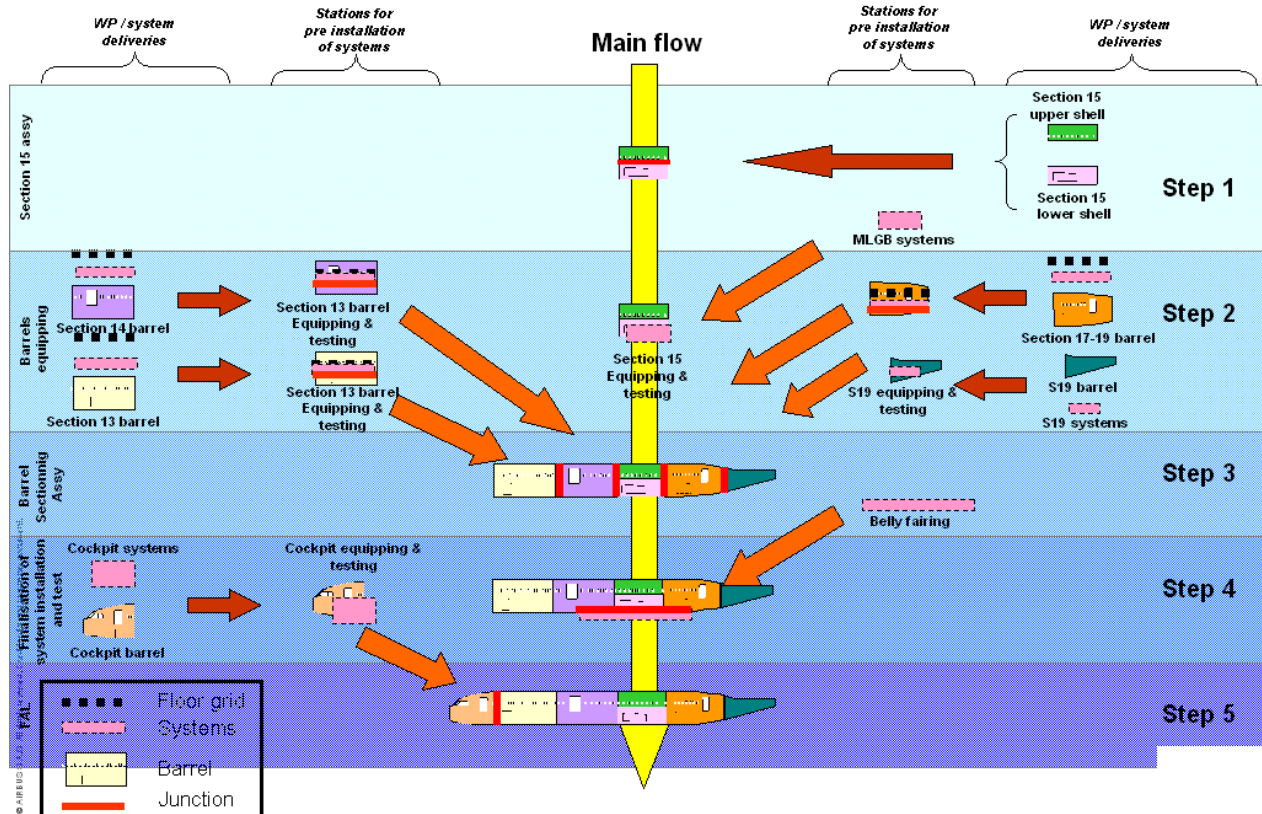 WP / system
deliveries
Stations for
pre installation
of systems
Main flow
Stations for
pre installation
of systems
WP / system
deliveries
Section 15 assy
Section 15
upper shell
Section 15
lower shell
Step 1
MLGB systems
Barrels
equipping
Section 14 barrel
Section 13 barrel
Equipping &
testing
Section 13 barrel
Section 13 barrel
Equipping &
testing
Section 15
Equipping &
testing
Section 17-19 barrel
S19 equipping &
testing
S19 barrel
S19 systems
Step 2
Barrel
Sectionnig
Assy
Step 3
Belly fairing
Finalisation of
system installation
and test
Cockpit systems
Cockpit barrel
Cockpit equipping &
testing
Step 4
FAL
Step 5
Floor grid
Systems
Barrel
Junction
© AIRBUS S.A.S. All